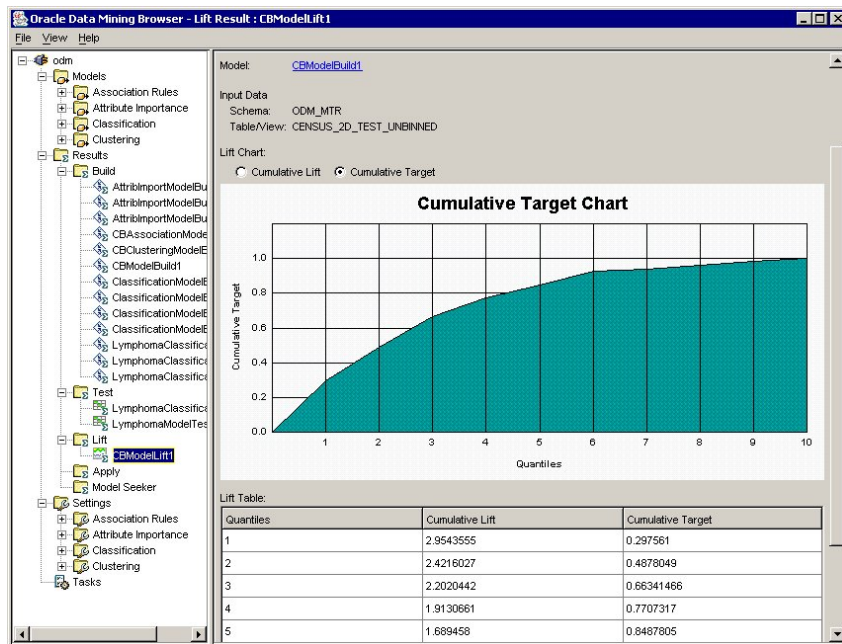 Oracle Data Mining Browser - Lift Result : CBModelLift1
File View Help
odm
Models
Association Rules
Attribute Importance
Classification
Clustering
Results
Build
AttribImportModelBu
AttribImportModelBu
AttribImportModelBu
CBAssociationMode
CBClusteringModelE
CBModelBuild1
ClassificationModelE
ClassificationModelE
ClassificationModelE
ClassificationModelE
LymphomaClassifica
LymphomaClassifica
LymphomaClassifica
Test
LymphomaClassifica
LymphomaModelTes
Lift
CBModelLift1
Apply
Model Seeker
Settings
Association Rules
Attribute Importance
Classification
Clustering
Tasks
Model: CBModelBuild1
Input Data
Schema: ODM_MTR
Table/View: CENSUS_2D_TEST_UNBINNED
Lift Chart:
Cumulative Lift Cumulative Target
Cumulative Target Chart
Cumulative Target
1.0
0.8
0.6
0.4
0.2
0.0
1 2 3 4 5 6 7 8 9 10
Quantiles
Lift Table:
Quantiles Cumulative Lift Cumulative Target
1 2.9543555 0.297561
2 2.4216027 0.4878049
3 2.2020442 0.66341466
4 1.9130661 0.7707317
5 1.689458 0.8487805